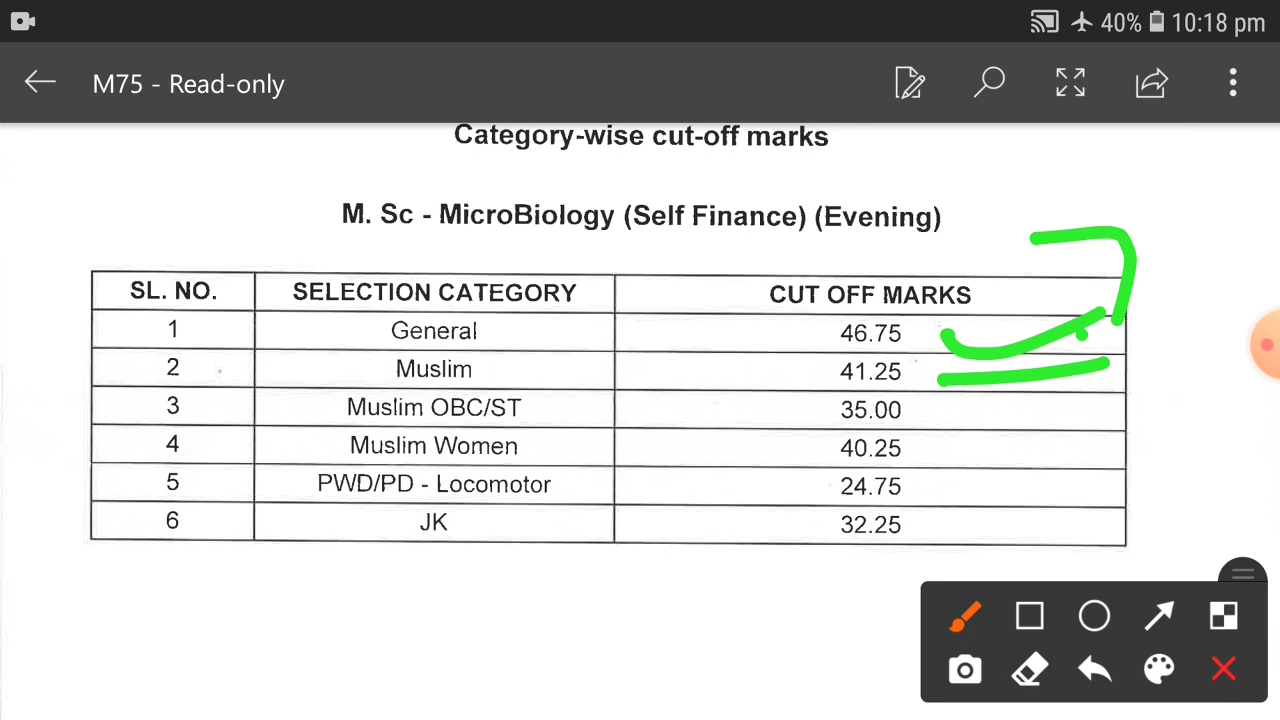 40% 10:18 pm
M75 - Read-only
Category-wise cut-off marks
M. Sc - MicroBiology (Self Finance) (Evening)
SL. NO. SELECTION CATEGORY CUT OFF MARKS
1 General 46.75
2 Muslim 41.25
3 Muslim OBC/ST 35.00
4 Muslim Women 40.25
5 PWD/PD - Locomotor 24.75
6 JK 32.25